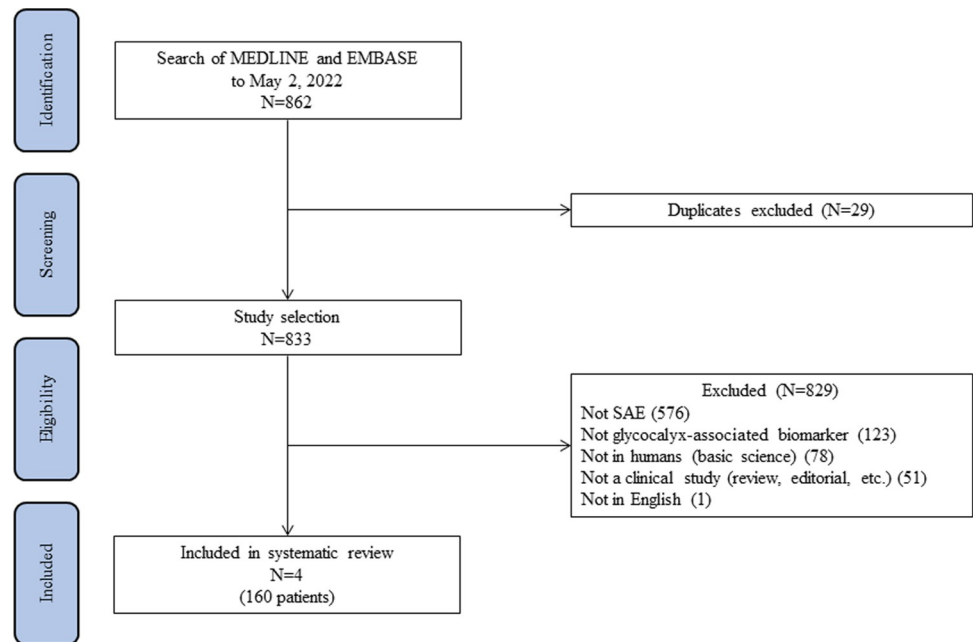 Identification
Search of MEDLINE and EMBASE
to May 2, 2022
N=862
Screening
Duplicates excluded (N=29)
Study selection
N=833
Eligibility
Excluded (N=829)
Not SAE (576)
Not glycocalyx-associated biomarker (123)
Not in humans (basic science) (78)
Not a clinical study (review, editorial, etc.) (51)
Not in English (1)
Included
Included in systematic review
N=4
(160 patients)